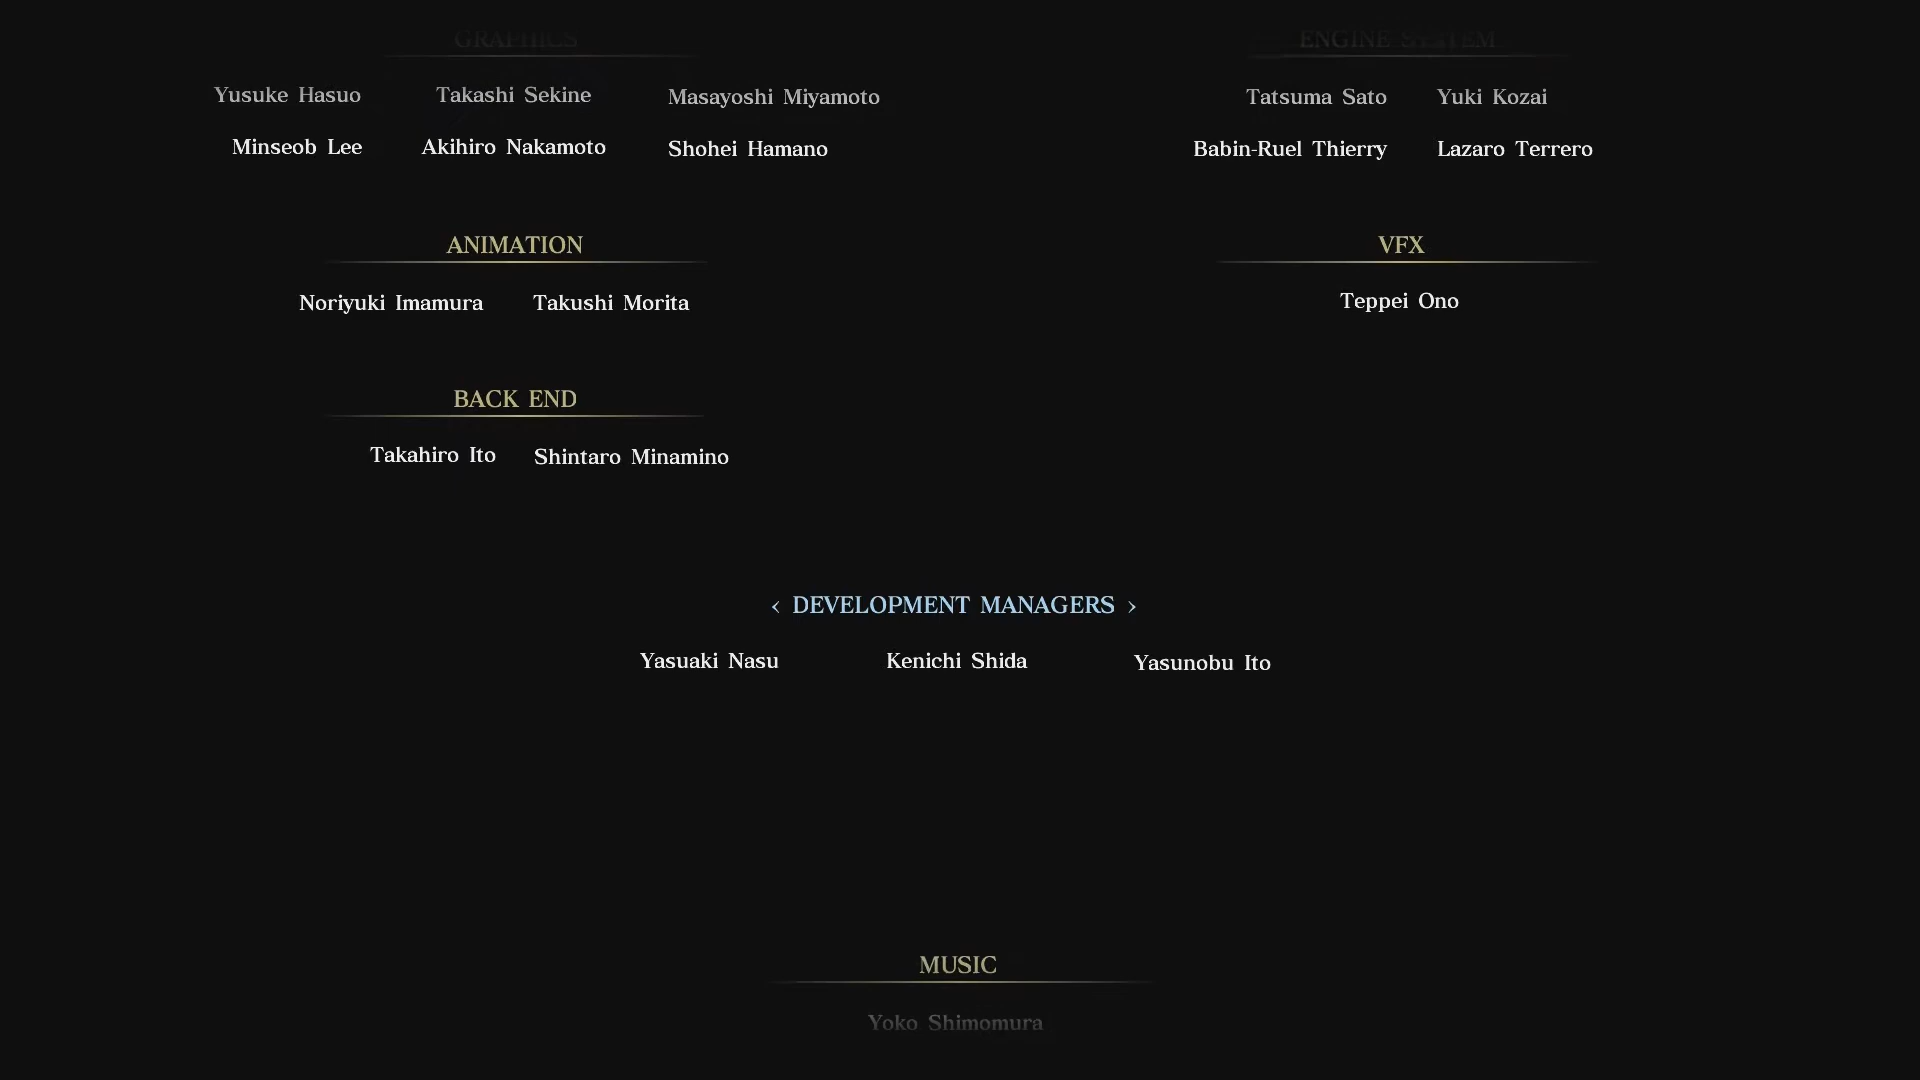 GRAPHICS
Yusuke Hasuo Takashi Sekine Masayoshi Miyamoto
Minseob Lee Akihiro Nakamoto Shohei Hamano
ENGINE SYSTEM
Tatsuma Sato Yuki Kozai
Babin-Ruel Thierry Lazaro Terrero
ANIMATION
Noriyuki Imamura Takushi Morita
VFX
Teppei Ono
BACK END
Takahiro Ito Shintaro Minamino
‹ DEVELOPMENT MANAGERS ›
Yasuaki Nasu Kenichi Shida Yasunobu Ito
MUSIC
Yoko Shimomura